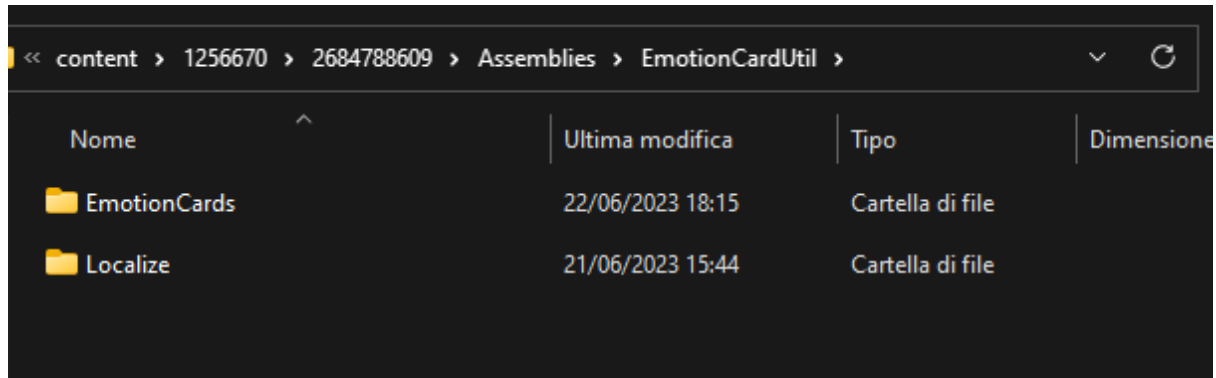 « content › 1256670 › 2684788609 › Assemblies › EmotionCardUtil ›
Nome Ultima modifica Tipo Dimensione
EmotionCards 22/06/2023 18:15 Cartella di file
Localize 21/06/2023 15:44 Cartella di file